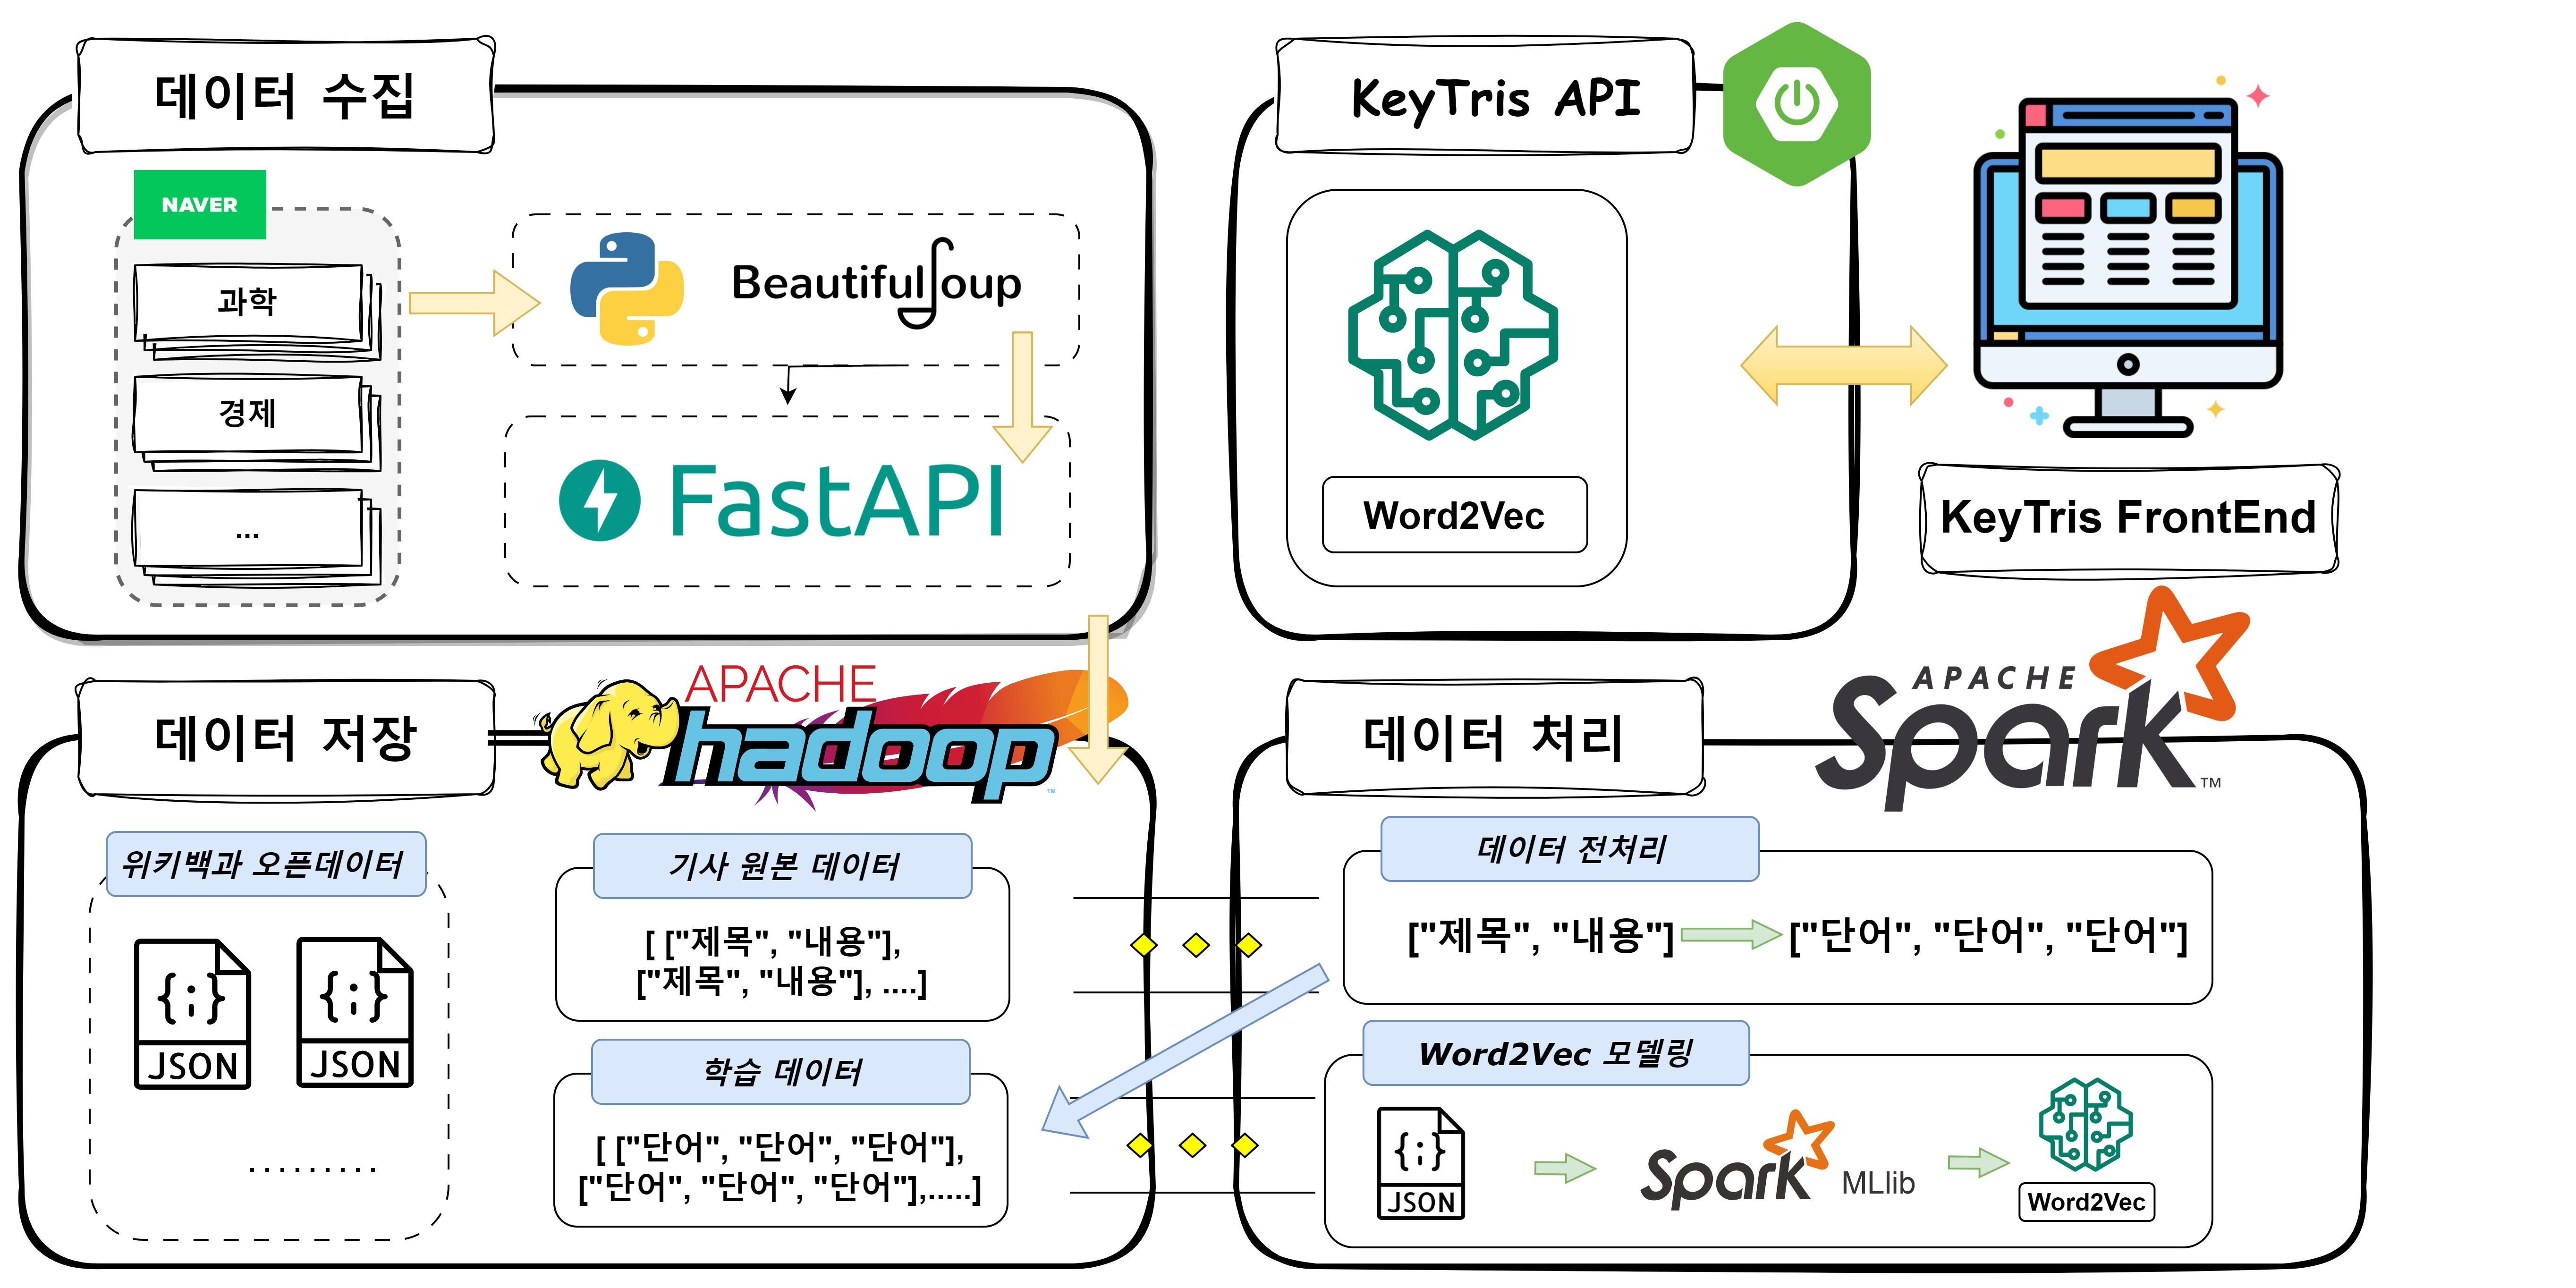 데이터 수집
NAVER
과학
경제
...
BeautifulSoup
FastAPI
KeyTris API
Word2Vec
KeyTris FrontEnd
데이터 저장
APACHE
hadoop
TM
위키백과 오픈데이터
JSON
JSON
.........
기사 원본 데이터
[ ["제목", "내용"],
["제목", "내용"], ....]
학습 데이터
[ ["단어", "단어", "단어"],
["단어", "단어", "단어"],.....]
데이터 처리
APACHE
Spark
TM
데이터 전처리
["제목", "내용"]
["단어", "단어", "단어"]
Word2Vec 모델링
JSON
Spark MLlib
Word2Vec